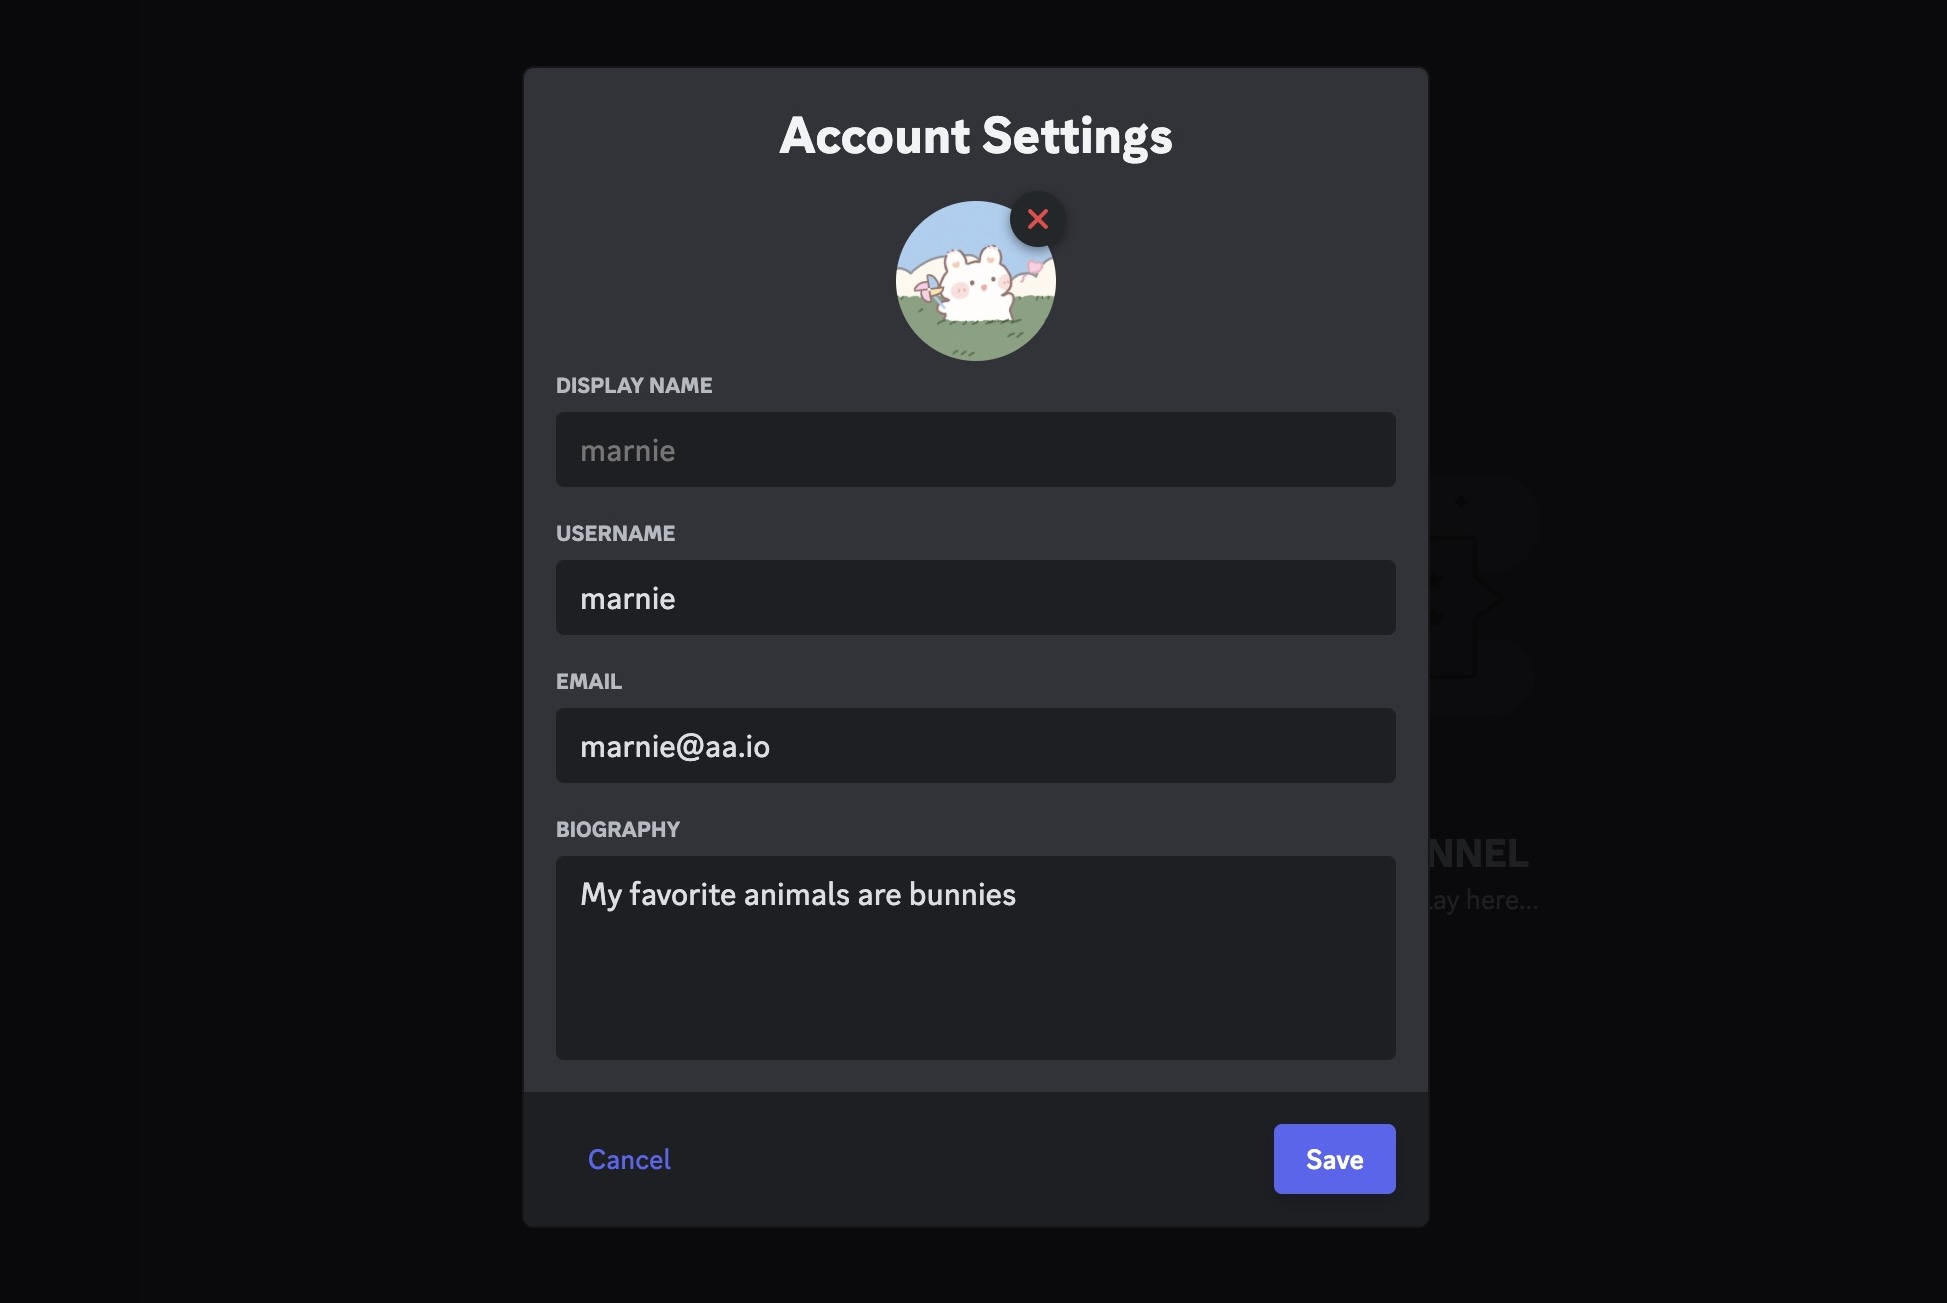 Account Settings
DISPLAY NAME
marnie
USERNAME
marnie
EMAIL
marnie@aa.io
BIOGRAPHY
My favorite animals are bunnies
NNEL
ay here...
Cancel
Save